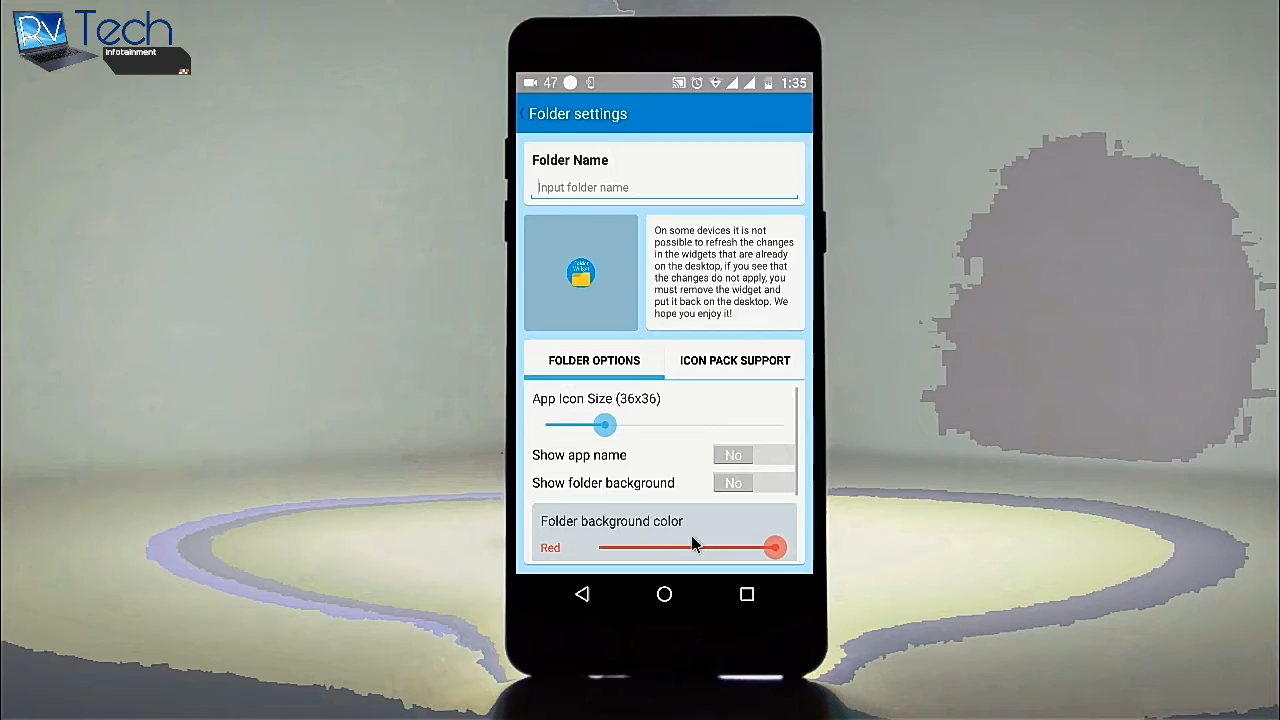 RV Tech
Infotainment
47
1:35
Folder settings
Folder Name
Input folder name
Folder
Widget
On some devices it is not
possible to refresh the changes
in the widgets that are already
on the desktop, if you see that
the changes do not apply, you
must remove the widget and
put it back on the desktop. We
hope you enjoy it!
FOLDER OPTIONS
ICON PACK SUPPORT
App Icon Size (36x36)
Show app name
No
Show folder background
No
Folder background color
Red